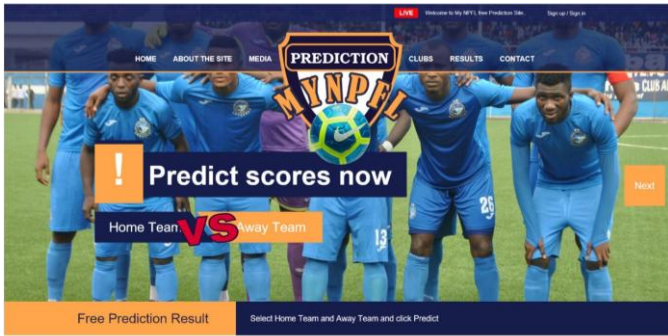 LIVE Welcome to My NPFL free Prediction Site. Sign up / Sign in
HOME ABOUT THE SITE MEDIA CLUBS RESULTS CONTACT
PREDICTION
MYNPFL
! Predict scores now
Next
Home Team VS Away Team
26
13
Free Prediction Result Select Home Team and Away Team and click Predict